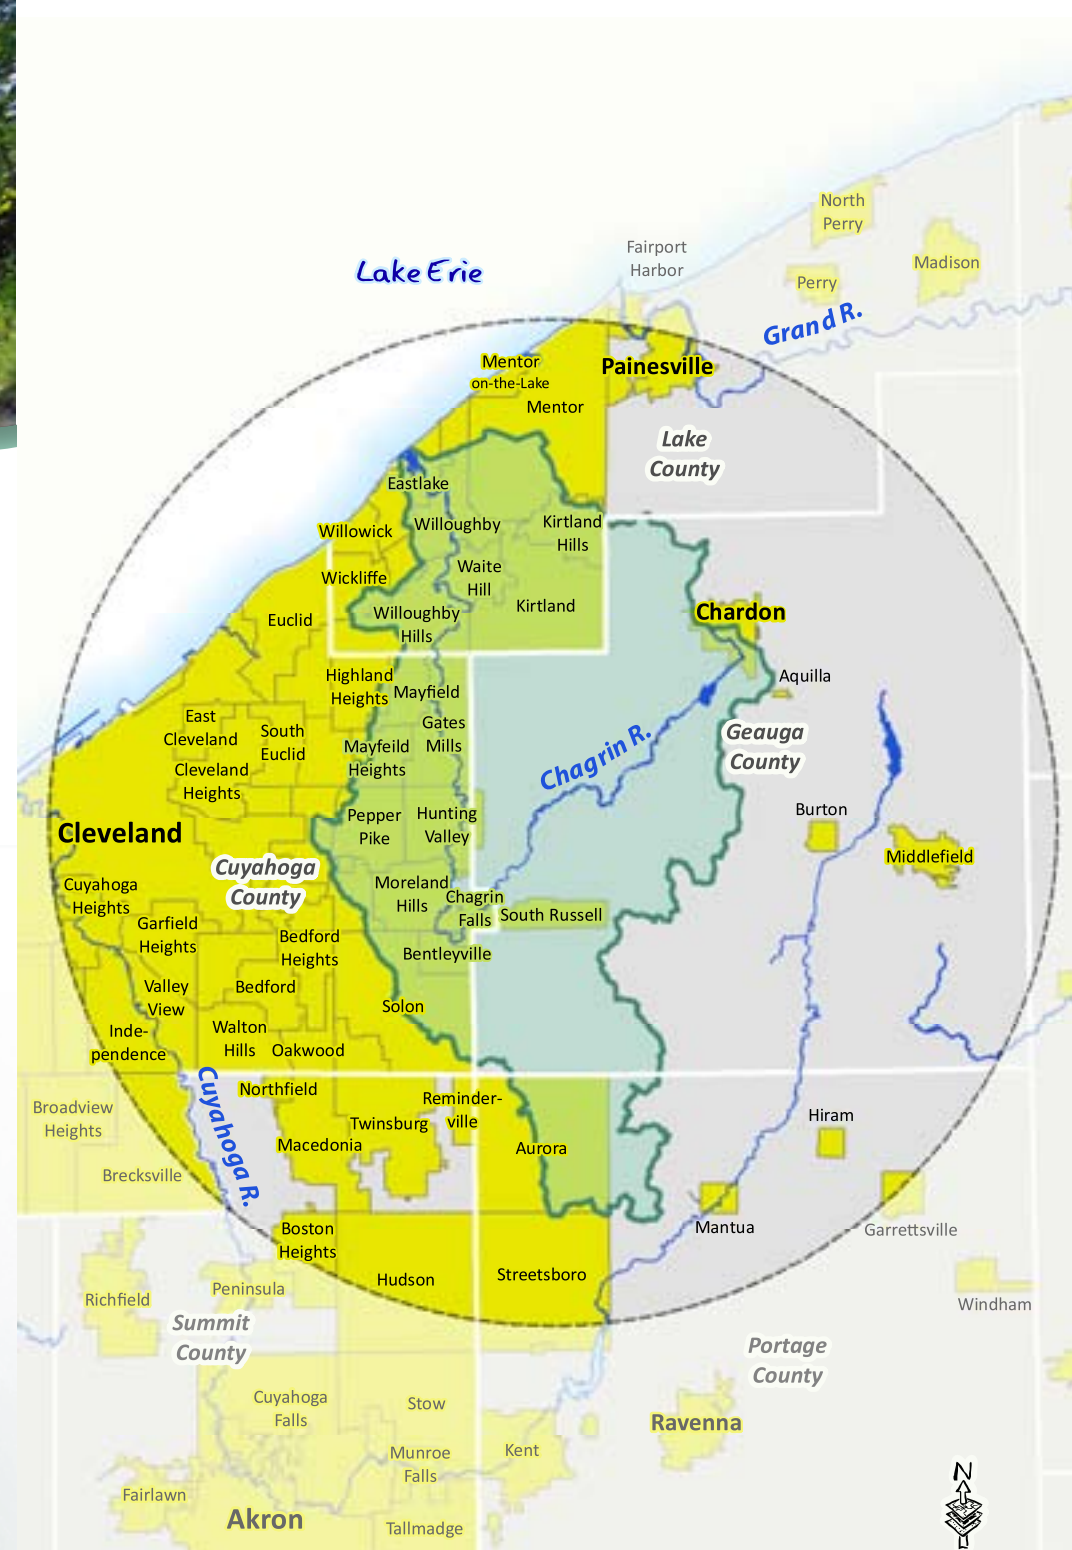 North
Perry
Fairport
Harbor
Madison
Lake Erie
Perry
Grand R.
Mentor
on-the-Lake
Painesville
Mentor
Lake
County
Eastlake
Willoughby
Kirtland
Hills
Willowick
Waite
Hill
Wickliffe
Kirtland
Willoughby
Hills
Chardon
Euclid
Highland
Heights
Mayfield
Aquilla
East
Cleveland
South
Euclid
Gates
Mills
Geauga
County
Mayfeild
Heights
Chagrin R.
Cleveland
Heights
Pepper
Pike
Hunting
Valley
Burton
Cleveland
Middlefield
Cuyahoga
County
Cuyahoga
Heights
Moreland
Hills
Chagrin
Falls
South Russell
Garfield
Heights
Bedford
Heights
Bentleyville
Valley
View
Bedford
Solon
Inde-
pendence
Walton
Hills
Oakwood
Cuyahoga R.
Northfield
Reminder-
ville
Broadview
Heights
Twinsburg
Hiram
Macedonia
Aurora
Brecksville
Mantua
Garrettsville
Boston
Heights
Hudson
Streetsboro
Peninsula
Richfield
Windham
Summit
County
Portage
County
Cuyahoga
Falls
Stow
Ravenna
Munroe
Falls
Kent
Fairlawn
Akron
Tallmadge
N